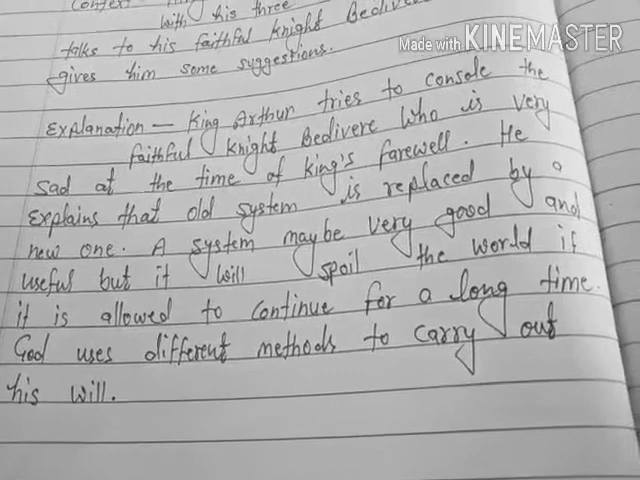 Context
with his three
talks to his faithful knight Bedivere
gives him some suggestions.
Explanation — King Arthur tries to console the
faithful knight Bedivere who is very
sad at the time of king's farewell. He
explains that old system is replaced by a
new one. A system maybe very good and
useful but it will spoil the world if
it is allowed to continue for a long time.
God uses different methods to carry out
his will.
Made with KINEMASTER